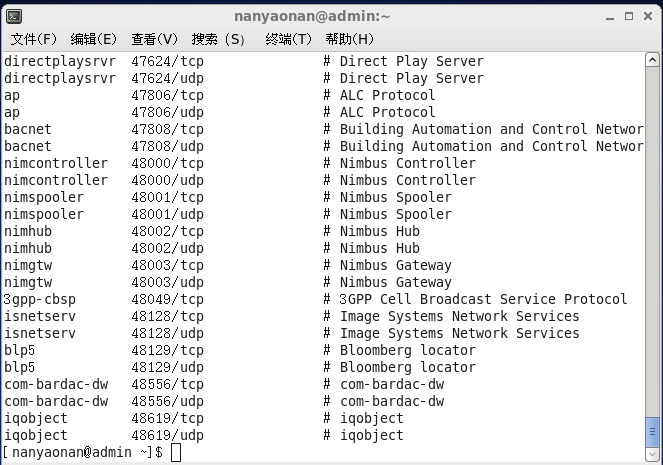 nanyaonan@admin:~
文件(F) 编辑(E) 查看(V) 搜索 (S) 终端(T) 帮助(H)
directplaysrvr 47624/tcp # Direct Play Server
directplaysrvr 47624/udp # Direct Play Server
ap 47806/tcp # ALC Protocol
ap 47806/udp # ALC Protocol
bacnet 47808/tcp # Building Automation and Control Networ
bacnet 47808/udp # Building Automation and Control Networ
nimcontroller 48000/tcp # Nimbus Controller
nimcontroller 48000/udp # Nimbus Controller
nimspooler 48001/tcp # Nimbus Spooler
nimspooler 48001/udp # Nimbus Spooler
nimhub 48002/tcp # Nimbus Hub
nimhub 48002/udp # Nimbus Hub
nimgtw 48003/tcp # Nimbus Gateway
nimgtw 48003/udp # Nimbus Gateway
3gpp-cbsp 48049/tcp # 3GPP Cell Broadcast Service Protocol
isnetserv 48128/tcp # Image Systems Network Services
isnetserv 48128/udp # Image Systems Network Services
blp5 48129/tcp # Bloomberg locator
blp5 48129/udp # Bloomberg locator
com-bardac-dw 48556/tcp # com-bardac-dw
com-bardac-dw 48556/udp # com-bardac-dw
iqobject 48619/tcp # iqobject
iqobject 48619/udp # iqobject
[nanyaonan@admin ~]$